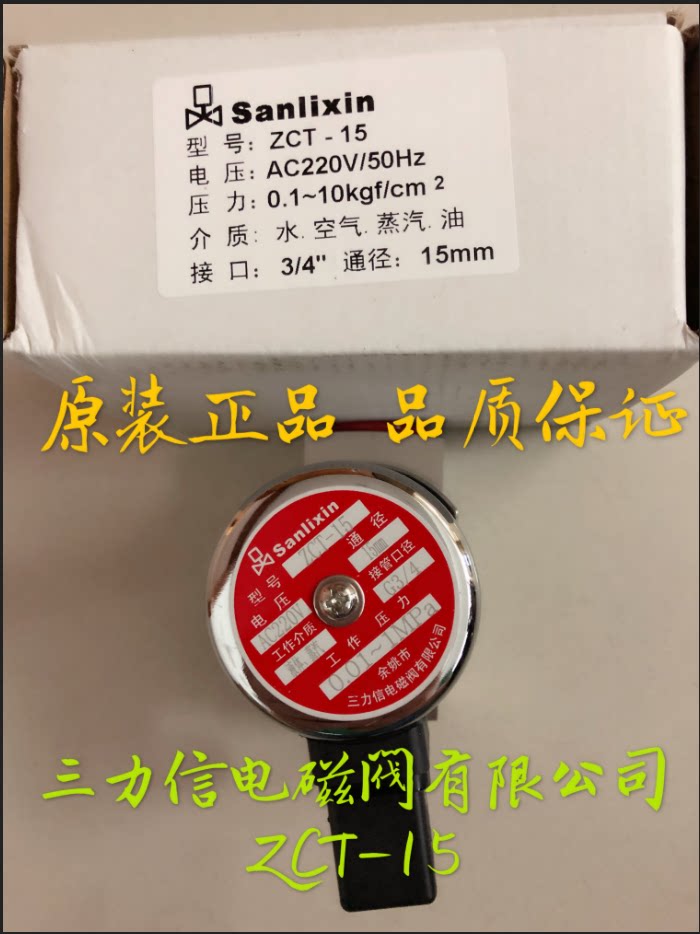 Sanlixin
型 号: ZCT - 15
电 压: AC220V/50Hz
压 力: 0.1~10kgf/cm 2
介 质: 水.空气.蒸汽.油
接 口: 3/4" 通径: 15mm
原装正品 品质保证
Sanlixin
型 号 ZCT-15
通 径 15mm
电 压 AC220V
接管口径 G3/4
工作介质
工 作 压 力
0.01~1MPa
余姚市
三力信电磁阀有限公司
三力信电磁阀有限公司
ZCT-15